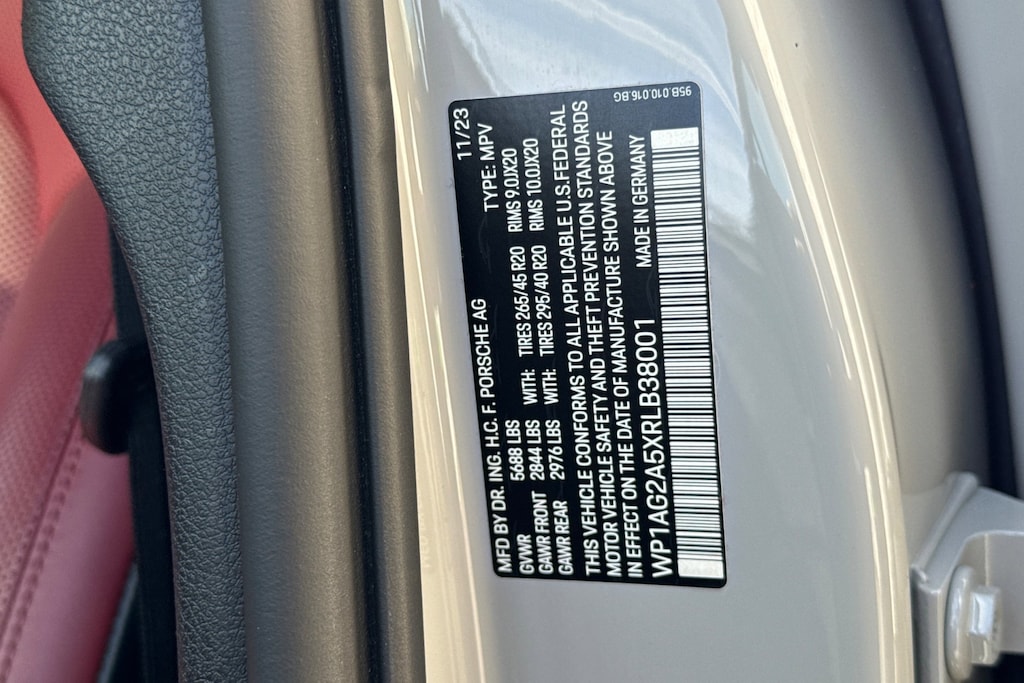 11/23
MFD BY DR. ING. H.C. F. PORSCHE AG TYPE: MPV
GVWR 5688 LBS
GAWR FRONT 2844 LBS WITH: TIRES 265/45 R20 RIMS 9.0JX20
GAWR REAR 2976 LBS WITH: TIRES 295/40 R20 RIMS 10.0JX20
THIS VEHICLE CONFORMS TO ALL APPLICABLE U.S. FEDERAL
MOTOR VEHICLE SAFETY AND THEFT PREVENTION STANDARDS
IN EFFECT ON THE DATE OF MANUFACTURE SHOWN ABOVE
WP1AG2A5XRLB38001 MADE IN GERMANY
95B.010.016.BG